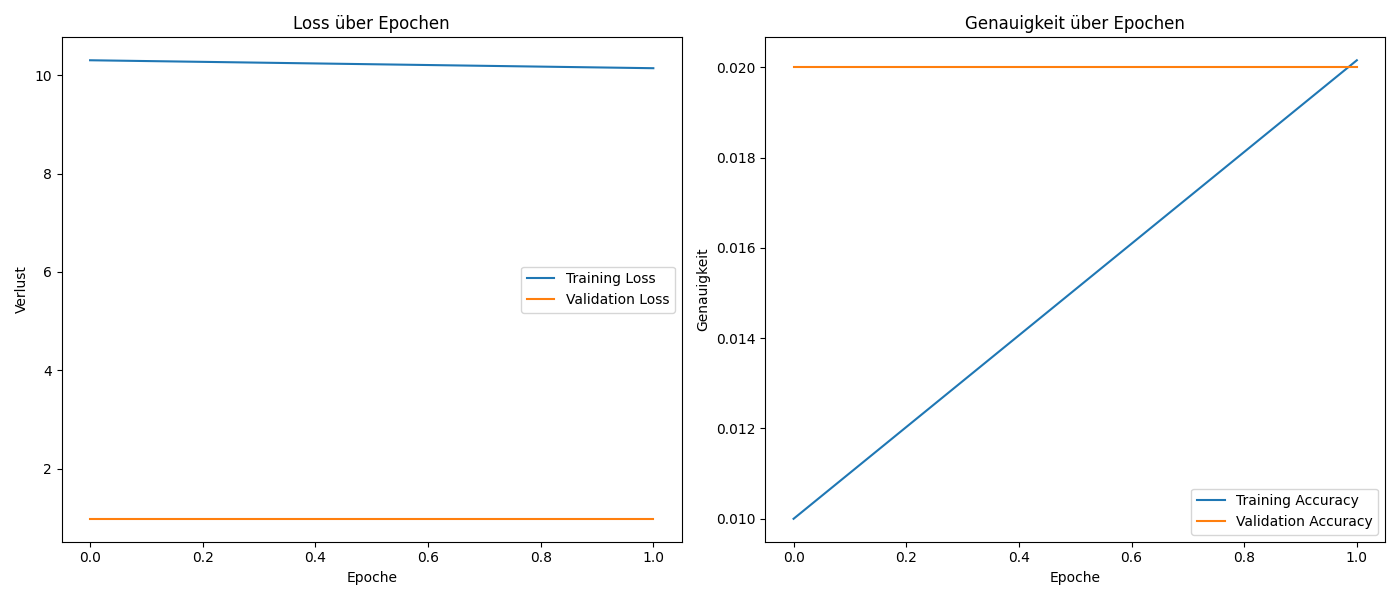 Loss über Epochen
10
8
6
4
2
Verlust
Training Loss
Validation Loss
0.0 0.2 0.4 0.6 0.8 1.0
Epoche
Genauigkeit über Epochen
0.020
0.018
0.016
0.014
0.012
0.010
Genauigkeit
Training Accuracy
Validation Accuracy
0.0 0.2 0.4 0.6 0.8 1.0
Epoche